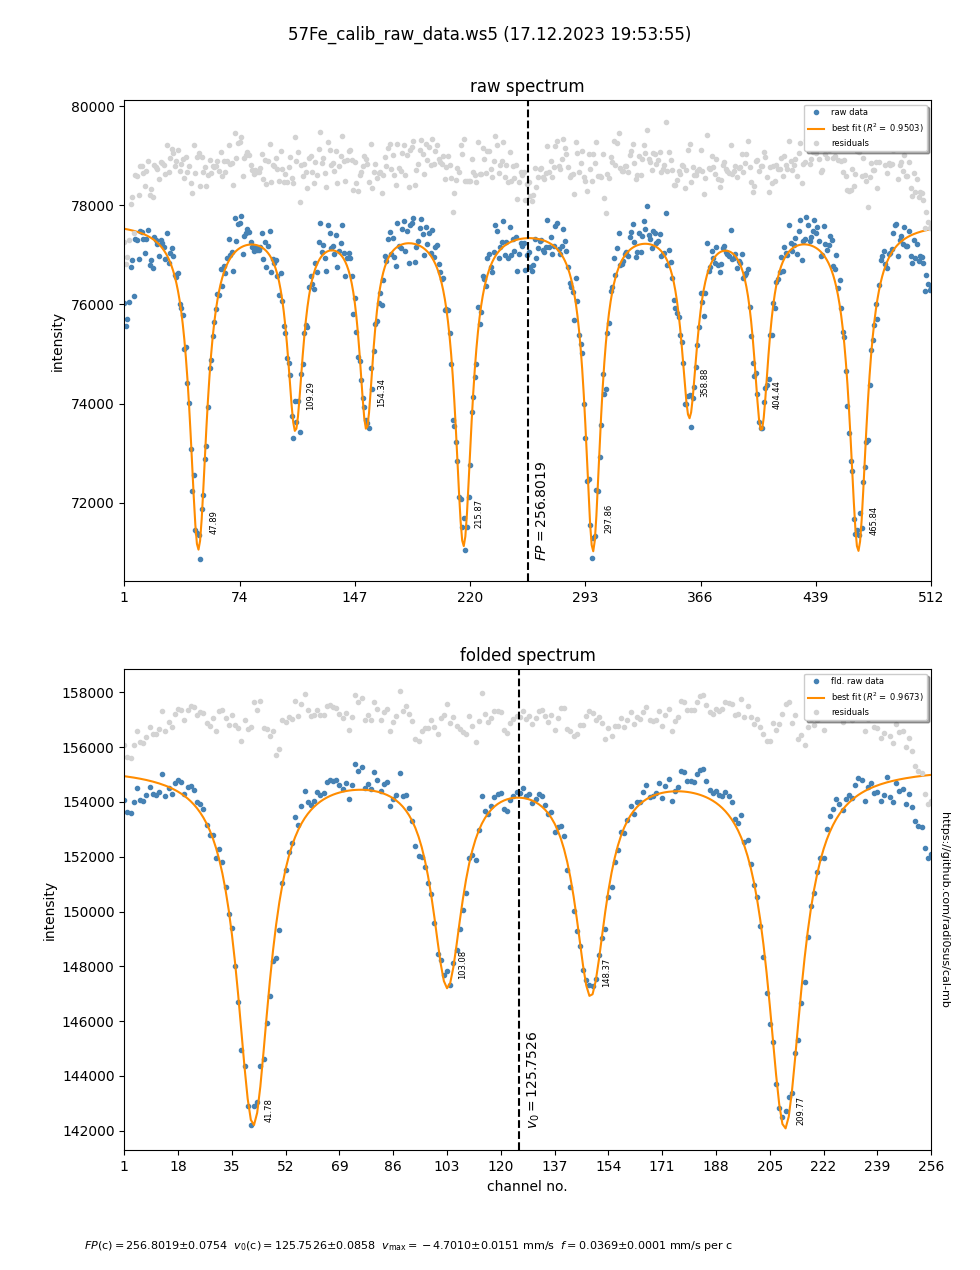 57Fe_calib_raw_data.ws5 (17.12.2023 19:53:55)
raw spectrum
80000
78000
76000
74000
72000
intensity
raw data
best fit (R² = 0.9503)
residuals
47.89
109.29
154.34
215.87
FP = 256.8019
297.86
358.88
404.44
465.84
1 74 147 220 293 366 439 512
folded spectrum
158000
156000
154000
152000
150000
148000
146000
144000
142000
intensity
fld. raw data
best fit (R² = 0.9673)
residuals
41.78
103.08
v₀ = 125.7526
148.37
209.77
1 18 35 52 69 86 103 120 137 154 171 188 205 222 239 256
channel no.
https://github.com/radi0sus/cal-mb
FP(c) = 256.8019±0.0754 v₀(c) = 125.7526±0.0858 vmax = −4.7010±0.0151 mm/s f = 0.0369±0.0001 mm/s per c